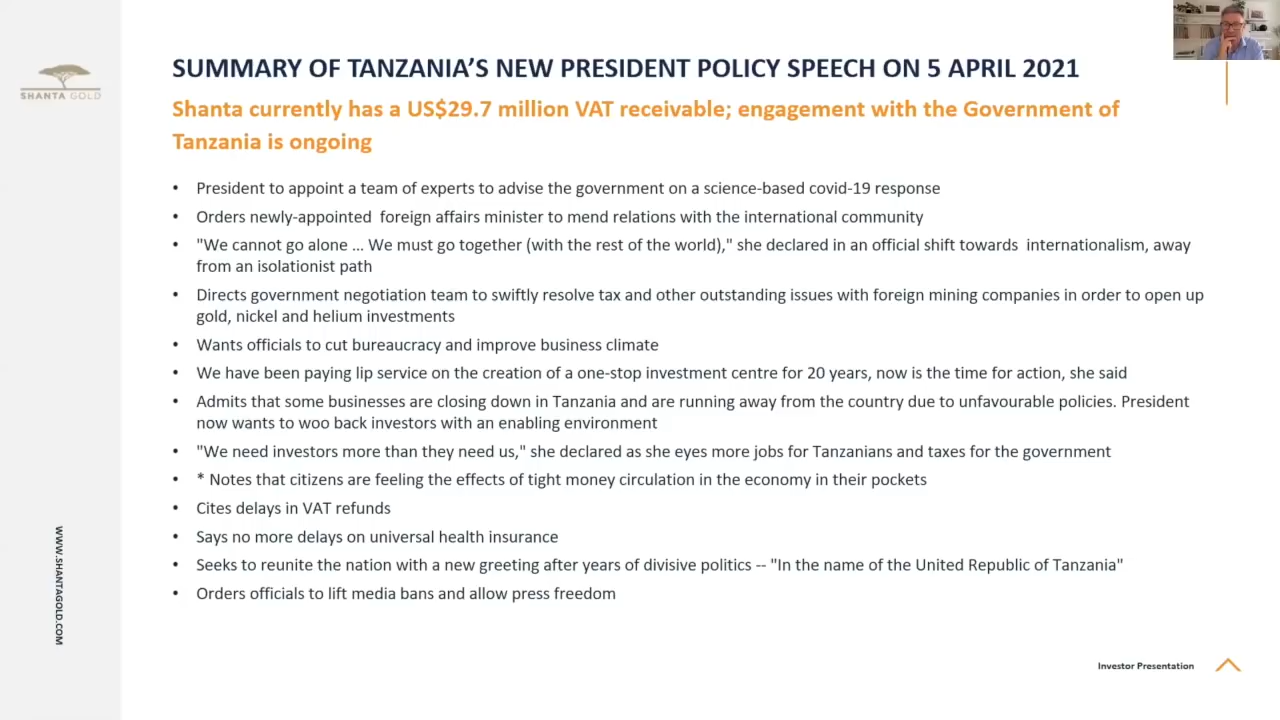 SHANTA GOLD
SUMMARY OF TANZANIA'S NEW PRESIDENT POLICY SPEECH ON 5 APRIL 2021
Shanta currently has a US$29.7 million VAT receivable; engagement with the Government of
Tanzania is ongoing
• President to appoint a team of experts to advise the government on a science-based covid-19 response
• Orders newly-appointed  foreign affairs minister to mend relations with the international community
• "We cannot go alone ... We must go together (with the rest of the world)," she declared in an official shift towards  internationalism, away
from an isolationist path
• Directs government negotiation team to swiftly resolve tax and other outstanding issues with foreign mining companies in order to open up
gold, nickel and helium investments
• Wants officials to cut bureaucracy and improve business climate
• We have been paying lip service on the creation of a one-stop investment centre for 20 years, now is the time for action, she said
• Admits that some businesses are closing down in Tanzania and are running away from the country due to unfavourable policies. President
now wants to woo back investors with an enabling environment
• "We need investors more than they need us," she declared as she eyes more jobs for Tanzanians and taxes for the government
• * Notes that citizens are feeling the effects of tight money circulation in the economy in their pockets
• Cites delays in VAT refunds
• Says no more delays on universal health insurance
• Seeks to reunite the nation with a new greeting after years of divisive politics -- "In the name of the United Republic of Tanzania"
• Orders officials to lift media bans and allow press freedom
WWW.SHANTAGOLD.COM
Investor Presentation